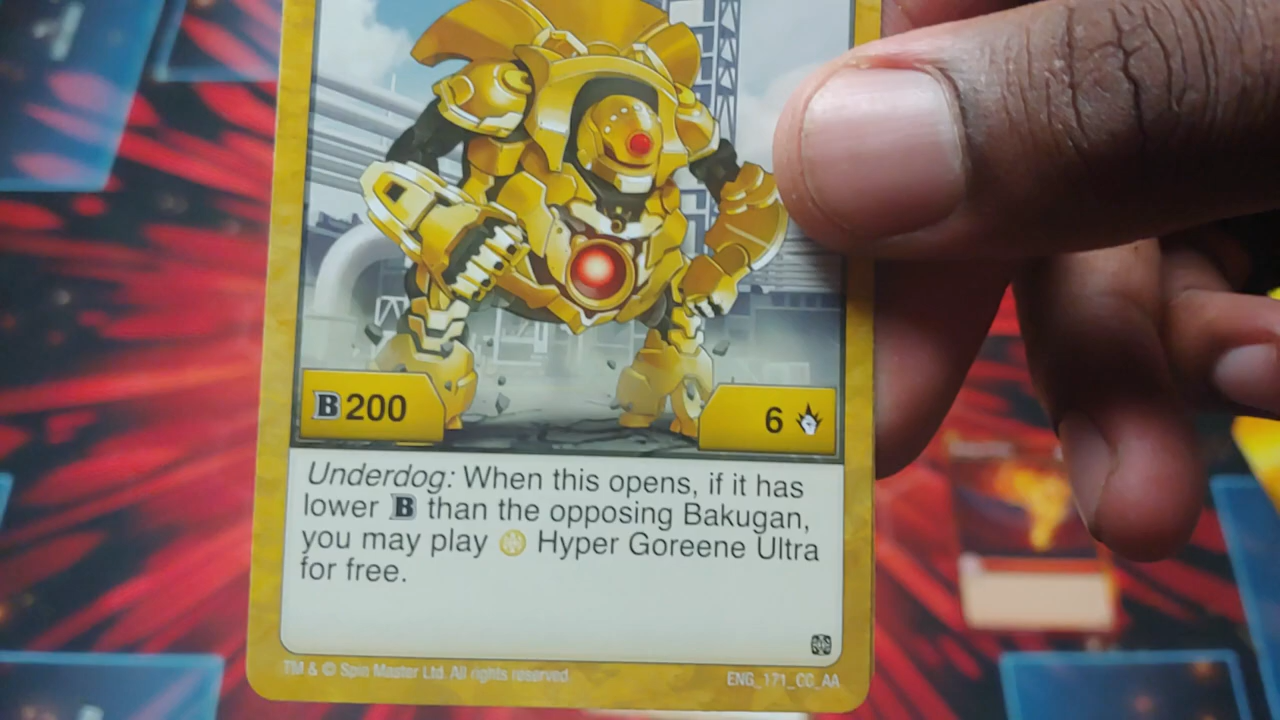 B 200
6
Underdog: When this opens, if it has
lower B than the opposing Bakugan,
you may play Hyper Goreene Ultra
for free.
TM & © Spin Master Ltd. All rights reserved
ENG_171_CC_AA